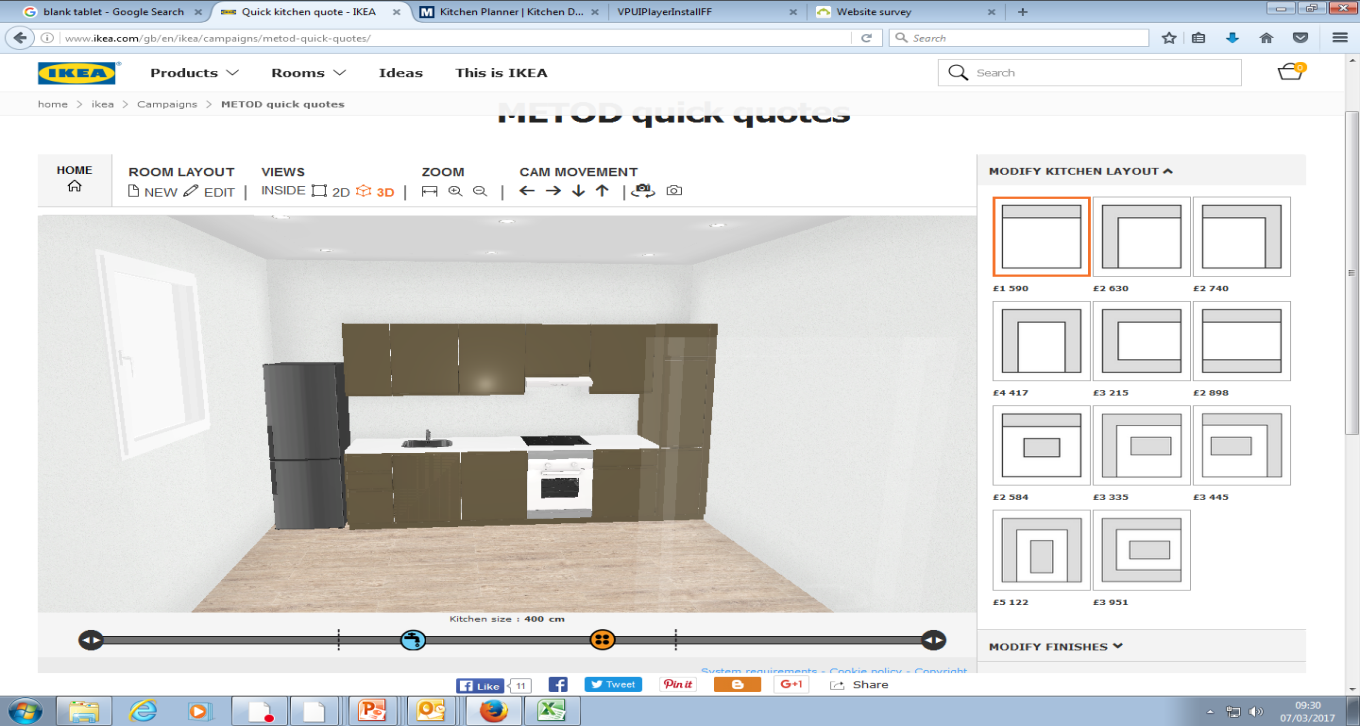 blank tablet - Google Search
Quick kitchen quote - IKEA
Kitchen Planner | Kitchen D...
VPUIPlayerInstallFF
Website survey
www.ikea.com/gb/en/ikea/campaigns/metod-quick-quotes/
Search
IKEA
Products
Rooms
Ideas
This is IKEA
Search
0
home > ikea > Campaigns > METOD quick quotes
METOD quick quotes
HOME
ROOM LAYOUT
VIEWS
ZOOM
CAM MOVEMENT
NEW
EDIT |
INSIDE
2D
3D |
|
|
MODIFY KITCHEN LAYOUT
£1 590
£2 630
£2 740
£4 417
£3 215
£2 898
£2 584
£3 335
£3 445
£5 122
£3 951
Kitchen size : 400 cm
MODIFY FINISHES
System requirements - Cookie policy - Copyright
Like
11
Tweet
Pin it
G+1
Share
09:30
07/03/2017